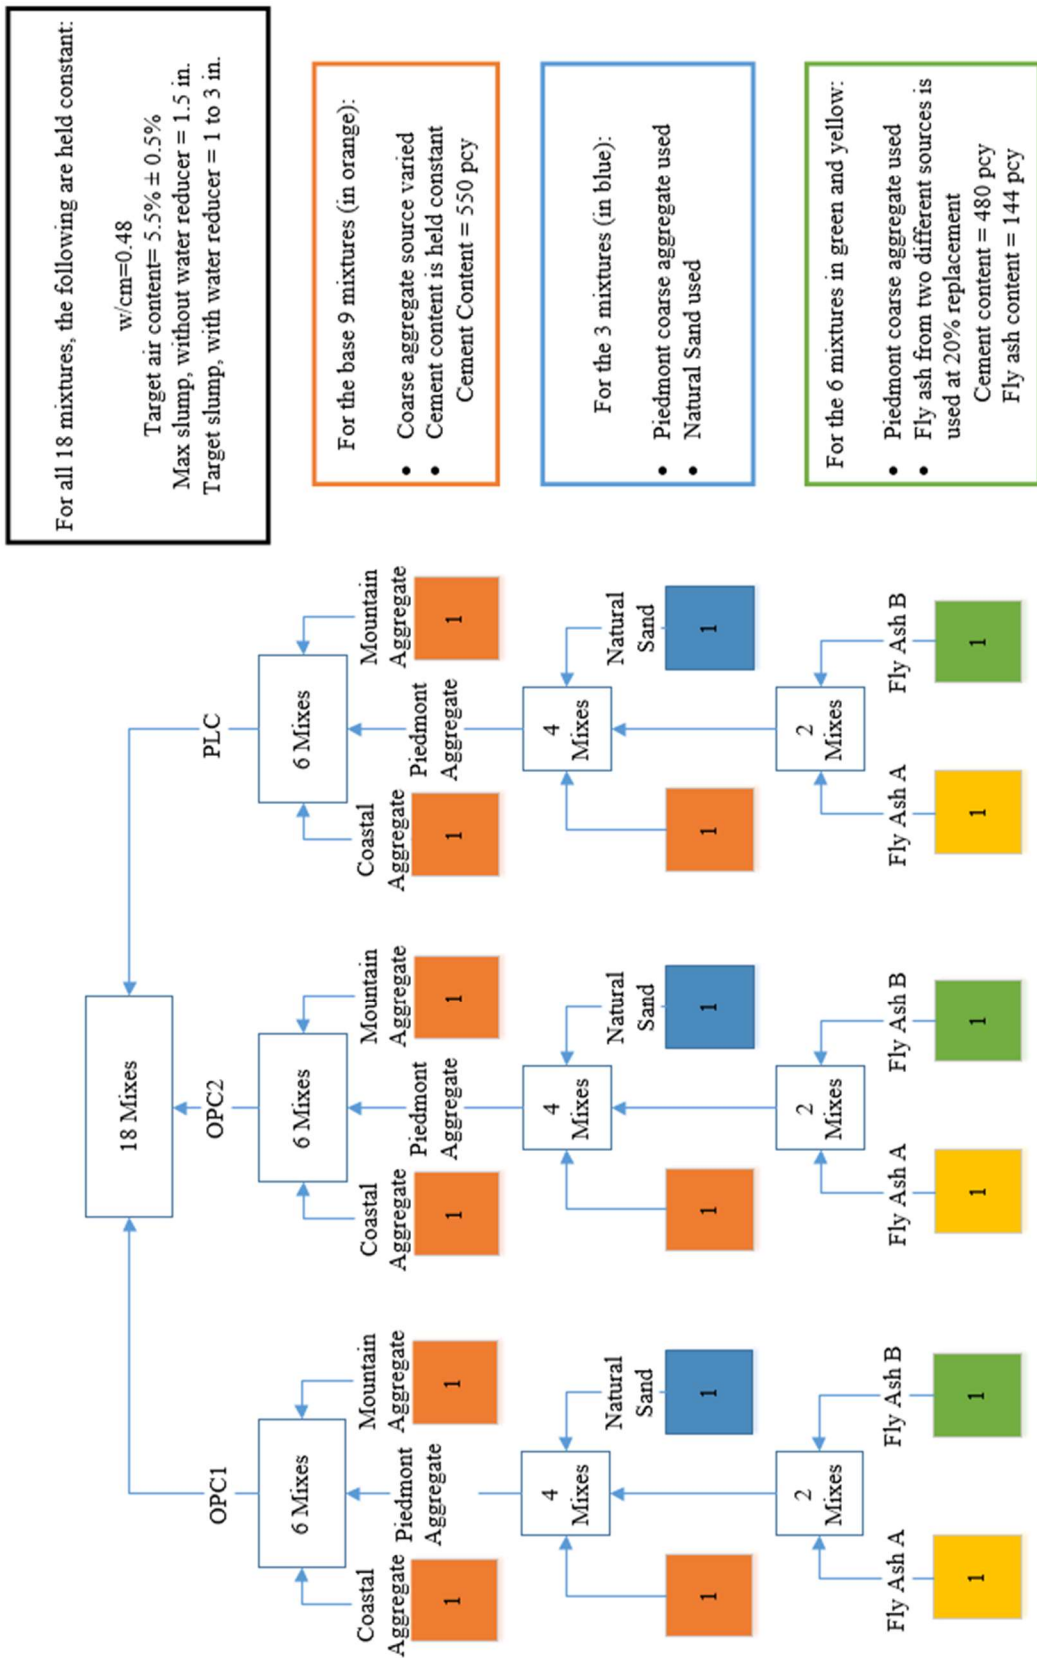 18 Mixes
OPC1
OPC2
PLC
6 Mixes
6 Mixes
6 Mixes
Coastal
Aggregate
Piedmont
Aggregate
Mountain
Aggregate
Coastal
Aggregate
Piedmont
Aggregate
Mountain
Aggregate
Coastal
Aggregate
Piedmont
Aggregate
Mountain
Aggregate
1
1
1
1
1
1
4
Mixes
Natural
Sand
4
Mixes
Natural
Sand
4
Mixes
Natural
Sand
1
1
1
1
1
1
2
Mixes
2
Mixes
2
Mixes
Fly Ash A
Fly Ash B
Fly Ash A
Fly Ash B
Fly Ash A
Fly Ash B
1
1
1
1
1
1
For all 18 mixtures, the following are held constant:
w/cm=0.48
Target air content= 5.5% ± 0.5%
Max slump, without water reducer = 1.5 in.
Target slump, with water reducer = 1 to 3 in.
For the base 9 mixtures (in orange):
• Coarse aggregate source varied
• Cement content is held constant
Cement Content = 550 pcy
For the 3 mixtures (in blue):
• Piedmont coarse aggregate used
• Natural Sand used
For the 6 mixtures in green and yellow:
• Piedmont coarse aggregate used
• Fly ash from two different sources is
used at 20% replacement
Cement content = 480 pcy
Fly ash content = 144 pcy